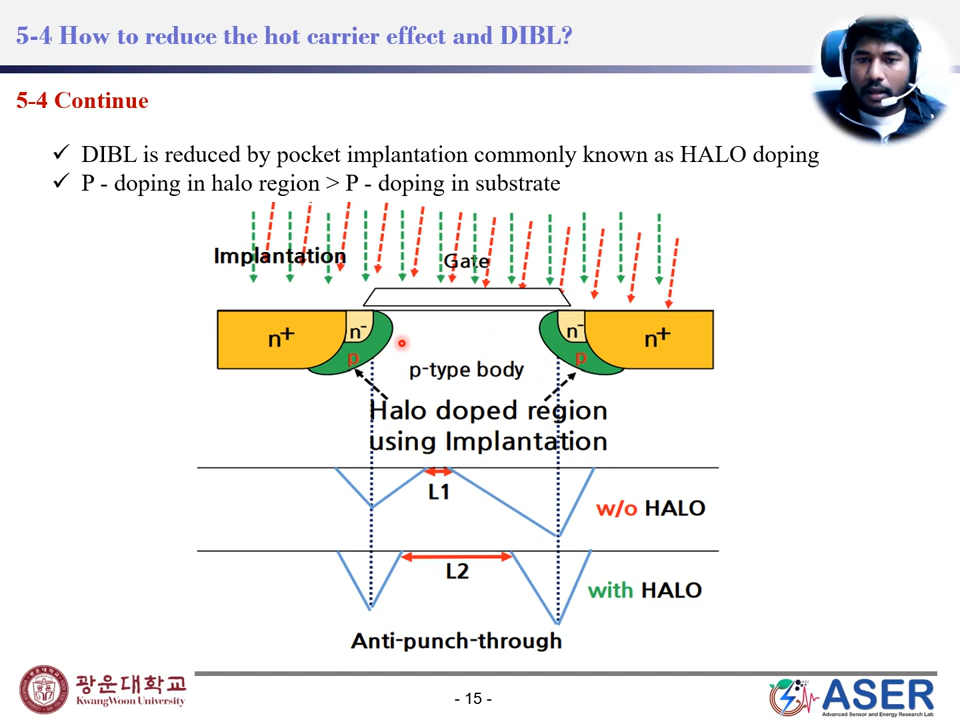 5-4 How to reduce the hot carrier effect and DIBL?
5-4 Continue
✓ DIBL is reduced by pocket implantation commonly known as HALO doping
✓ P - doping in halo region > P - doping in substrate
Implantation
Gate
n+
n-
n-
n+
p
p
p-type body
Halo doped region
using Implantation
L1
w/o HALO
L2
with HALO
Anti-punch-through
광운대학교
KWANGWOON UNIVERSITY
- 15 -
ASER
Advanced Sensor and Energy Research Lab